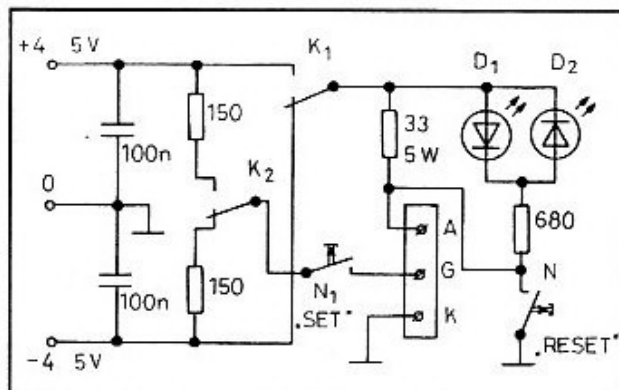 +4 5V
K1
D1
D2
150
33
5W
100n
K2
0
A
680
G
N
100n
150
N1
"SET"
K
"RESET"
-4 5V